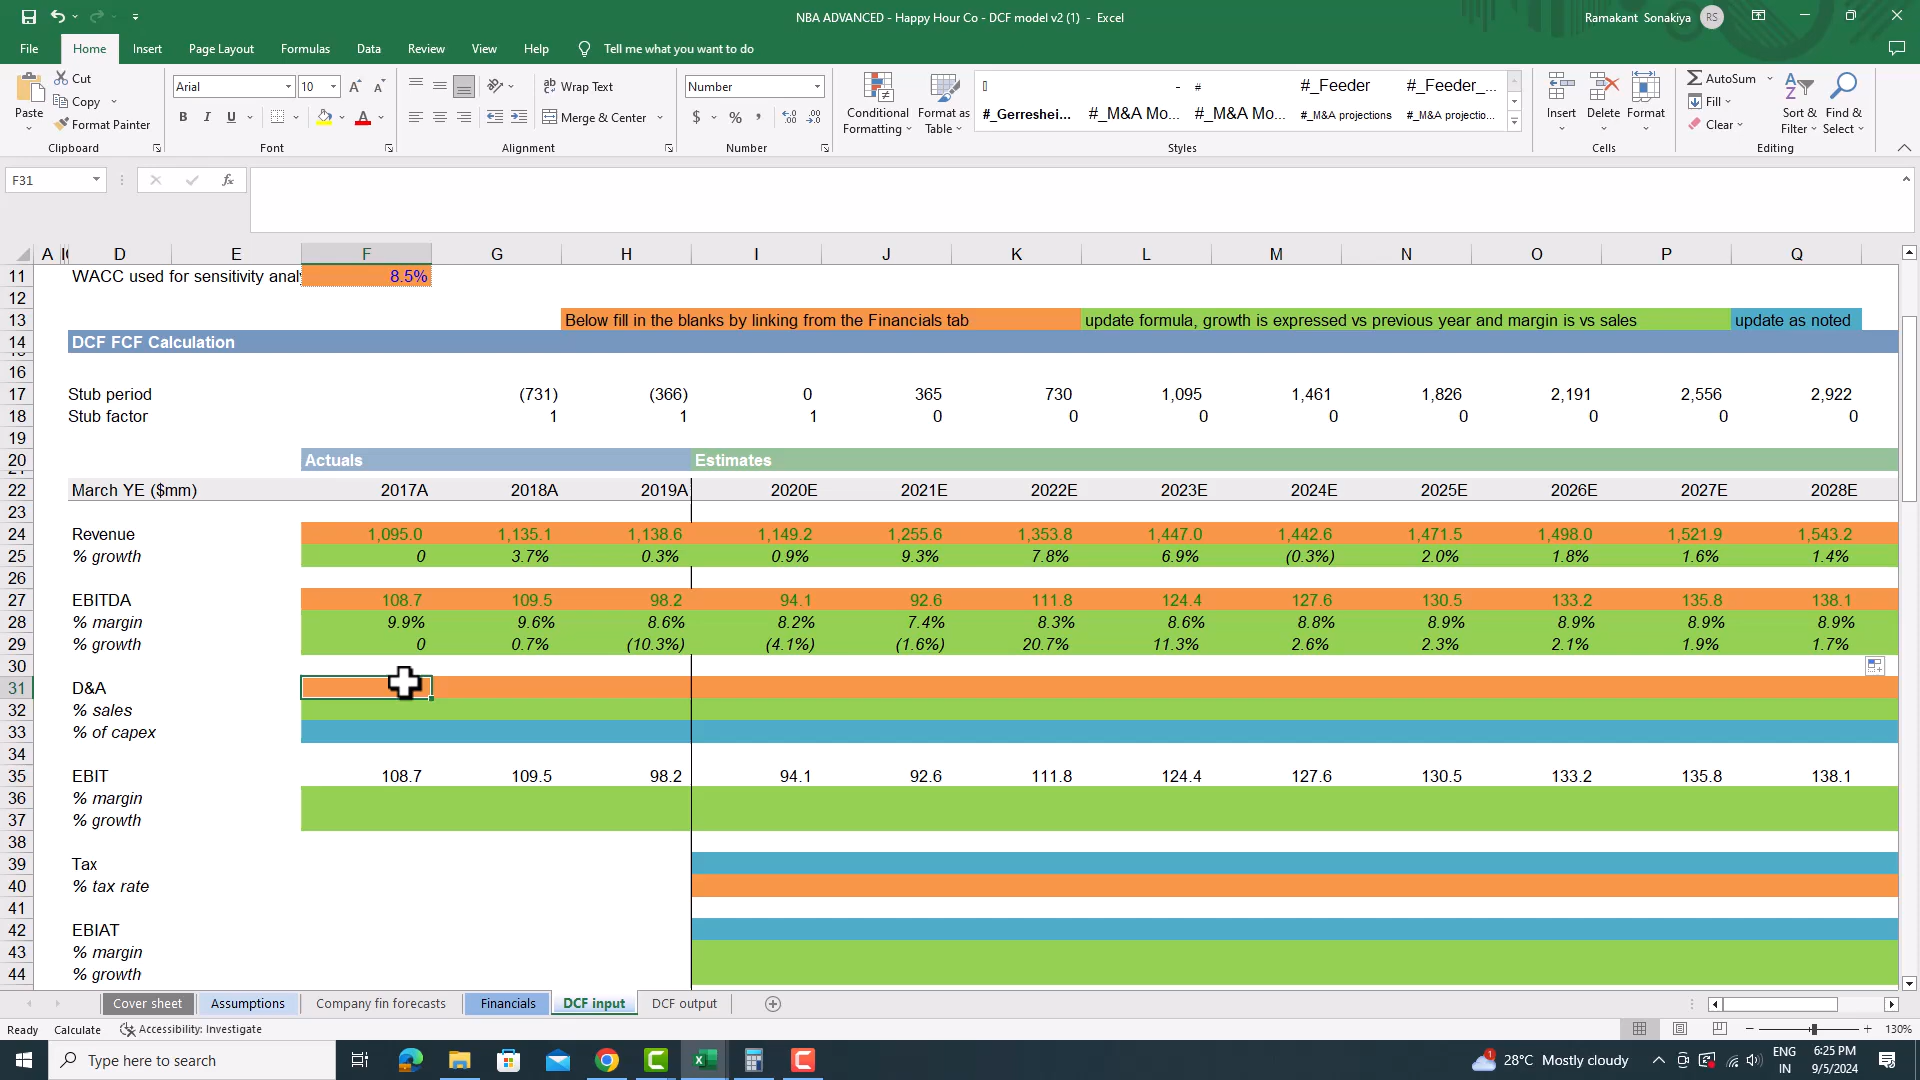 NBA ADVANCED - Happy Hour Co - DCF model v2 (1) - Excel
Ramakant Sonakiya RS
File Home Insert Page Layout Formulas Data Review View Help Tell me what you want to do
Paste Cut Copy Format Painter
Arial 10
B I U A
Wrap Text
Merge & Center
Number
$ %
Conditional Formatting
Format as Table
#
#_Feeder
#_Feeder_...
#_Gerreshei...
#_M&A Mo...
#_M&A Mo...
#_M&A projections
#_M&A projectio...
Insert Delete Format
AutoSum
Fill
Clear
Sort & Filter
Find & Select
Clipboard Font Alignment Number Styles Cells Editing
F31 fx
A D E F G H I J K L M N O P Q
11 WACC used for sensitivity analy 8.5%
12
13 Below fill in the blanks by linking from the Financials tab update formula, growth is expressed vs previous year and margin is vs sales update as noted
14 DCF FCF Calculation
16
17 Stub period (731) (366) 0 365 730 1,095 1,461 1,826 2,191 2,556 2,922
18 Stub factor 1 1 1 0 0 0 0 0 0 0 0
19
20 Actuals Estimates
22 March YE ($mm) 2017A 2018A 2019A 2020E 2021E 2022E 2023E 2024E 2025E 2026E 2027E 2028E
23
24 Revenue 1,095.0 1,135.1 1,138.6 1,149.2 1,255.6 1,353.8 1,447.0 1,442.6 1,471.5 1,498.0 1,521.9 1,543.2
25 % growth 0 3.7% 0.3% 0.9% 9.3% 7.8% 6.9% (0.3%) 2.0% 1.8% 1.6% 1.4%
26
27 EBITDA 108.7 109.5 98.2 94.1 92.6 111.8 124.4 127.6 130.5 133.2 135.8 138.1
28 % margin 9.9% 9.6% 8.6% 8.2% 7.4% 8.3% 8.6% 8.8% 8.9% 8.9% 8.9% 8.9%
29 % growth 0 0.7% (10.3%) (4.1%) (1.6%) 20.7% 11.3% 2.6% 2.3% 2.1% 1.9% 1.7%
30
31 D&A
32 % sales
33 % of capex
34
35 EBIT 108.7 109.5 98.2 94.1 92.6 111.8 124.4 127.6 130.5 133.2 135.8 138.1
36 % margin
37 % growth
38
39 Tax
40 % tax rate
41
42 EBIAT
43 % margin
44 % growth
Cover sheet Assumptions Company fin forecasts Financials DCF input DCF output
Ready Calculate Accessibility: Investigate 130%
Type here to search
1 28°C Mostly cloudy ENG IN 6:25 PM 9/5/2024